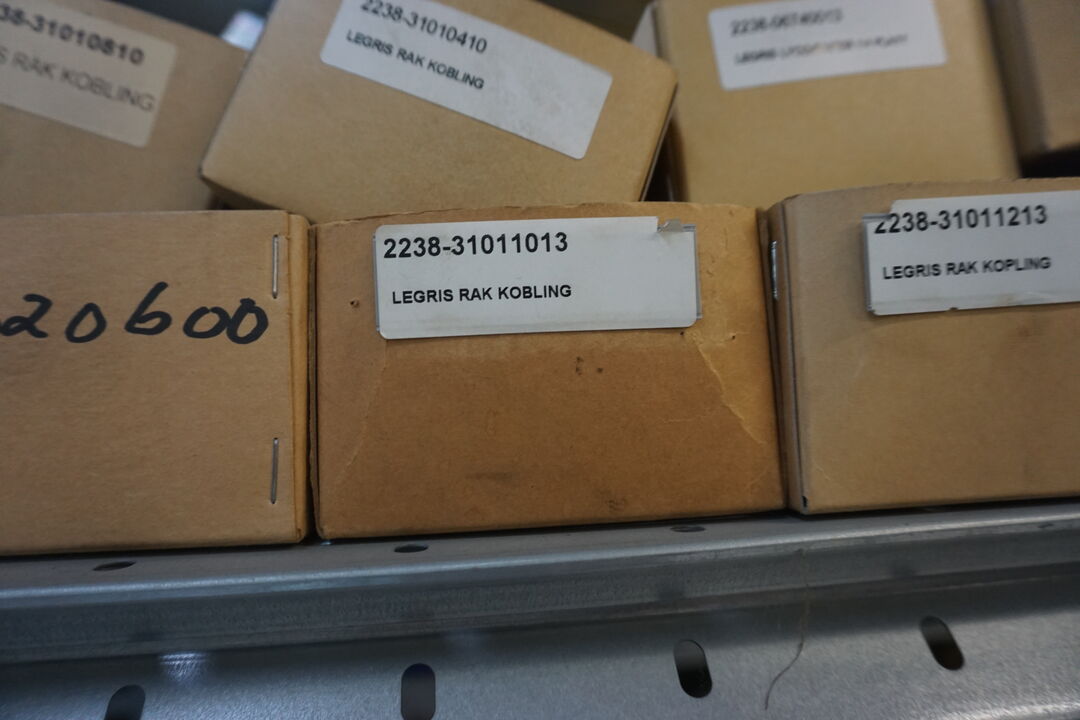 38-31010810
S RAK KOBLING
2238-31010410
LEGRIS RAK KOBLING
LEGRIS
20600
2238-31011013
LEGRIS RAK KOBLING
2238-31011213
LEGRIS RAK KOPLING